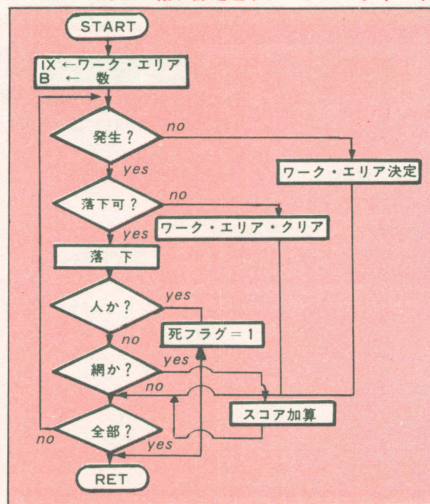 START
IX←ワーク・エリア
B ← 数
発生?
no
yes
ワーク・エリア決定
落下可?
no
yes
ワーク・エリア・クリア
落 下
人か?
yes
no
死フラグ=1
網か?
yes
no
スコア加算
全部?
no
yes
RET